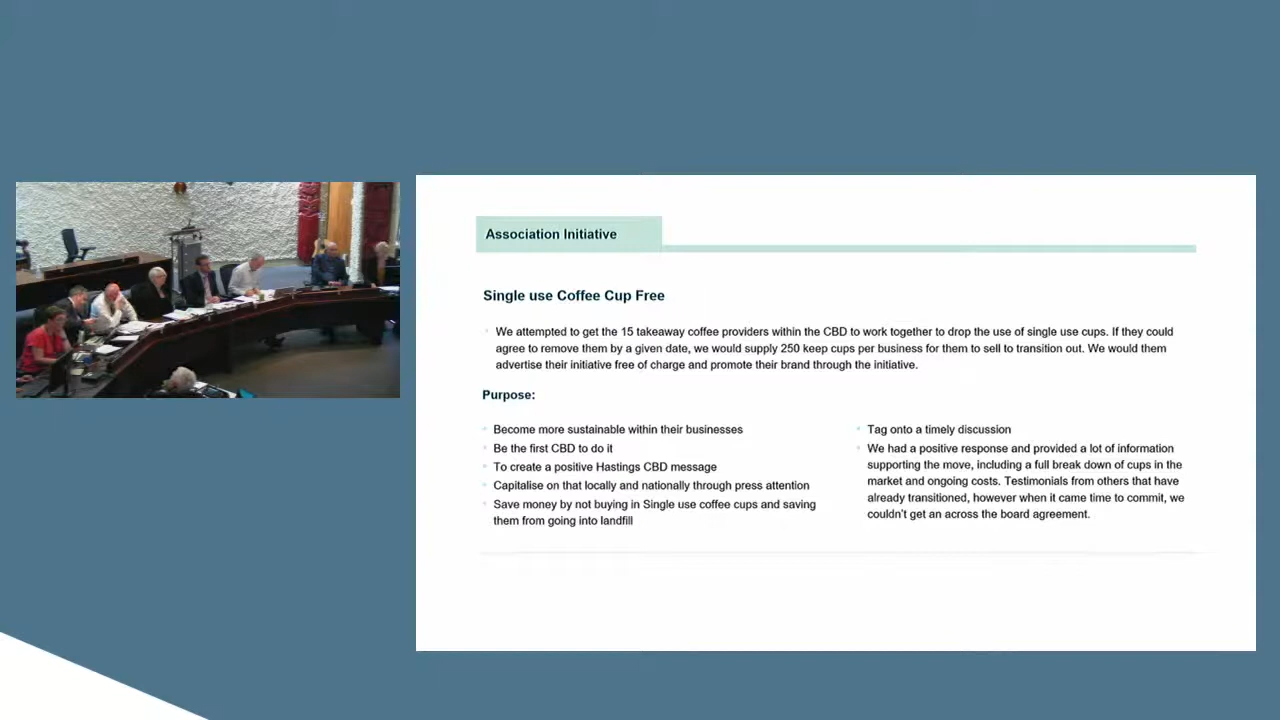 Association Initiative
Single use Coffee Cup Free
We attempted to get the 15 takeaway coffee providers within the CBD to work together to drop the use of single use cups. If they could
agree to remove them by a given date, we would supply 250 keep cups per business for them to sell to transition out. We would them
advertise their initiative free of charge and promote their brand through the initiative.
Purpose:
Become more sustainable within their businesses
Be the first CBD to do it
To create a positive Hastings CBD message
Capitalise on that locally and nationally through press attention
Save money by not buying in Single use coffee cups and saving
them from going into landfill
Tag onto a timely discussion
We had a positive response and provided a lot of information
supporting the move, including a full break down of cups in the
market and ongoing costs. Testimonials from others that have
already transitioned, however when it came time to commit, we
couldn't get an across the board agreement.